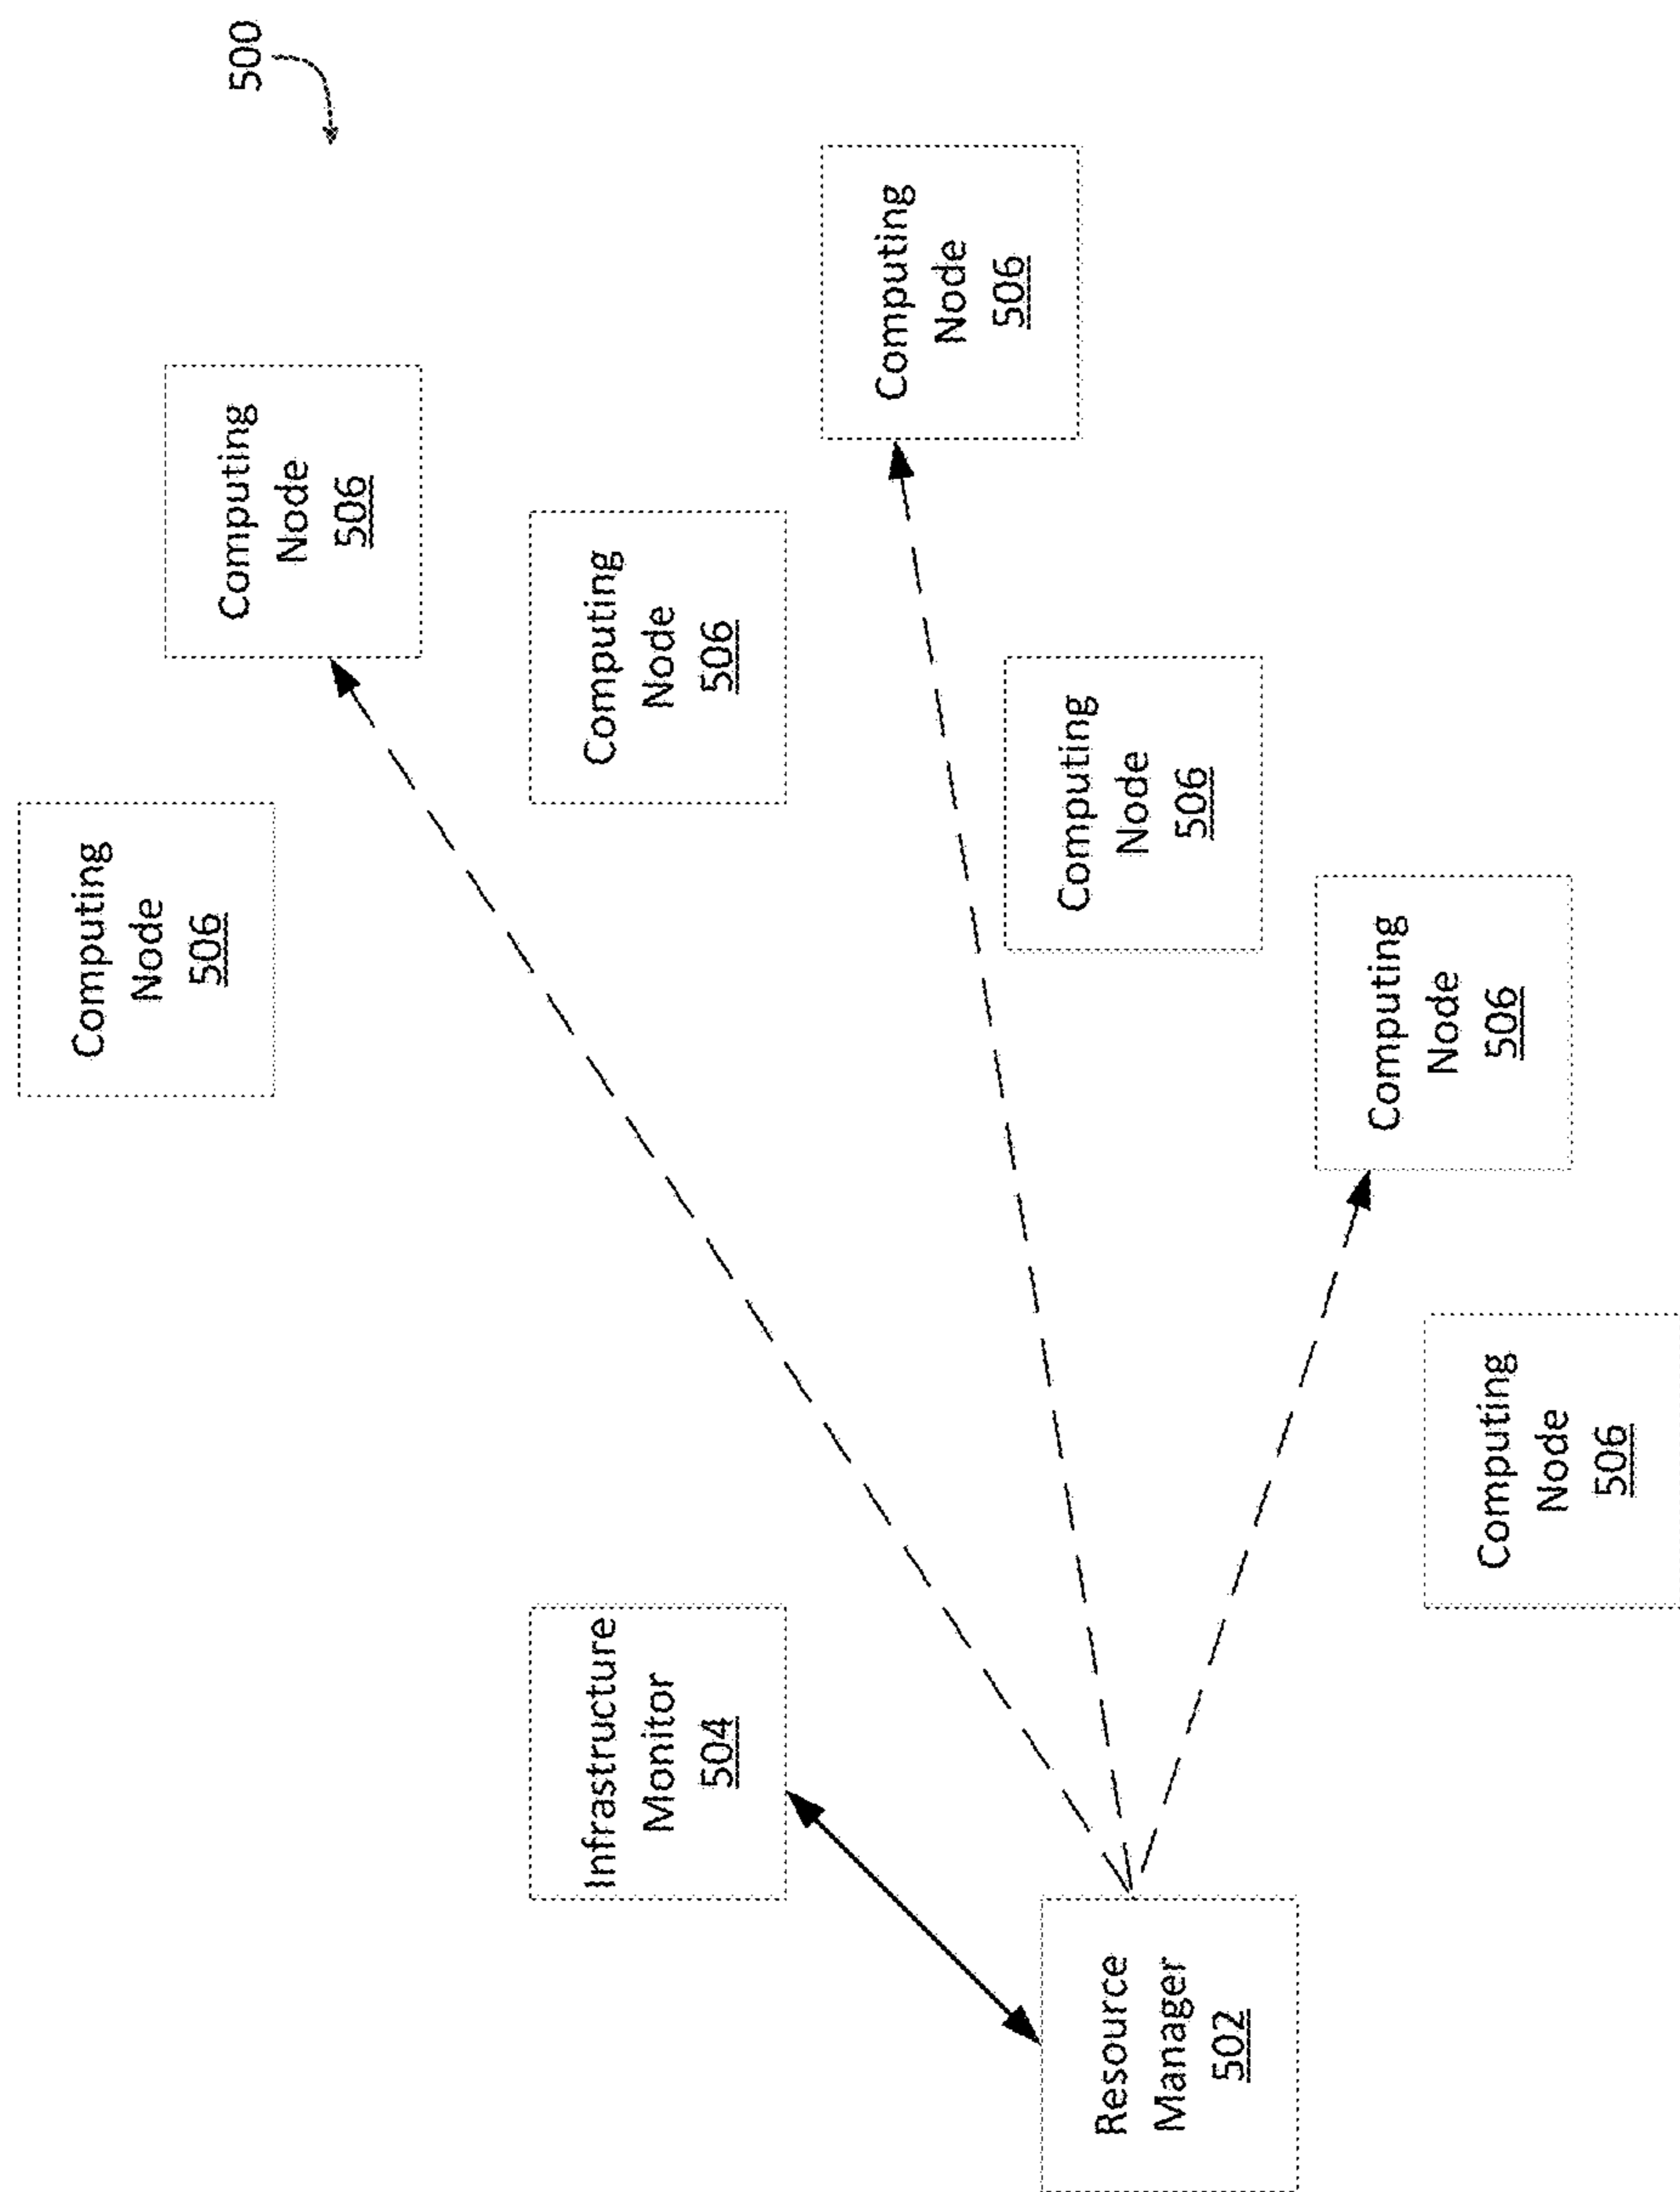 Computing
Node
506
500
Computing
Node
506
Infrastructure
Monitor
504
Computing
Node
506
Computing
Node
506
Resource
Manager
502
Computing
Node
506
Computing
Node
506
Computing
Node
506